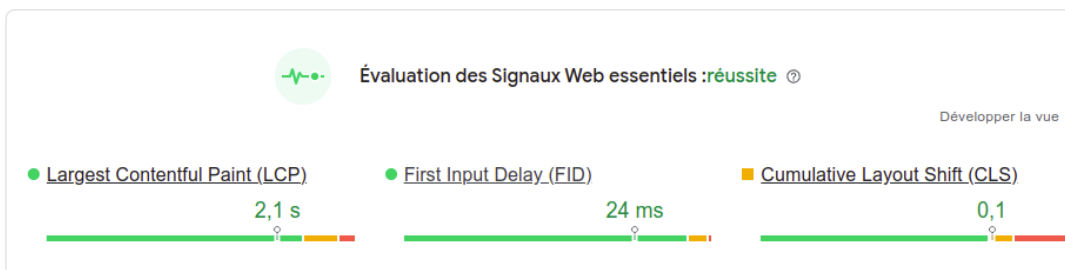 Évaluation des Signaux Web essentiels :réussite
Développer la vue
Largest Contentful Paint (LCP)
First Input Delay (FID)
Cumulative Layout Shift (CLS)
2,1 s
24 ms
0,1